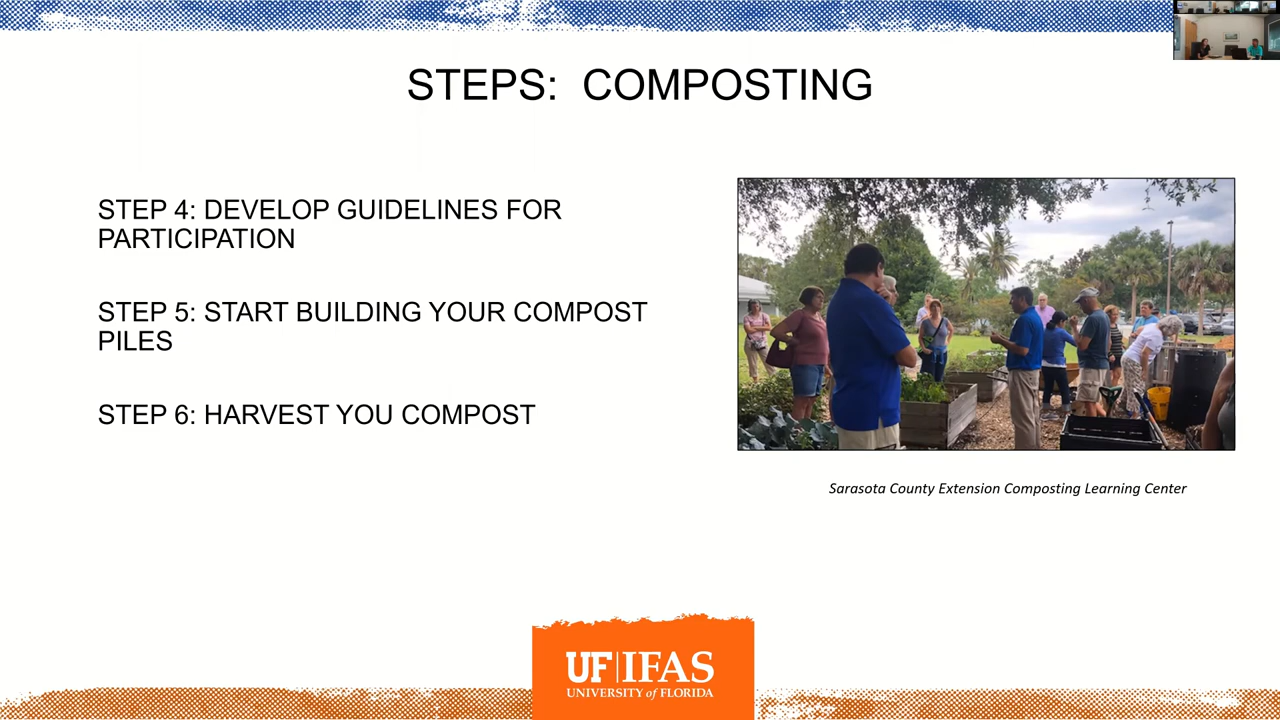 STEPS: COMPOSTING
STEP 4: DEVELOP GUIDELINES FOR
PARTICIPATION
STEP 5: START BUILDING YOUR COMPOST
PILES
STEP 6: HARVEST YOU COMPOST
Sarasota County Extension Composting Learning Center
UF|IFAS
UNIVERSITY of FLORIDA